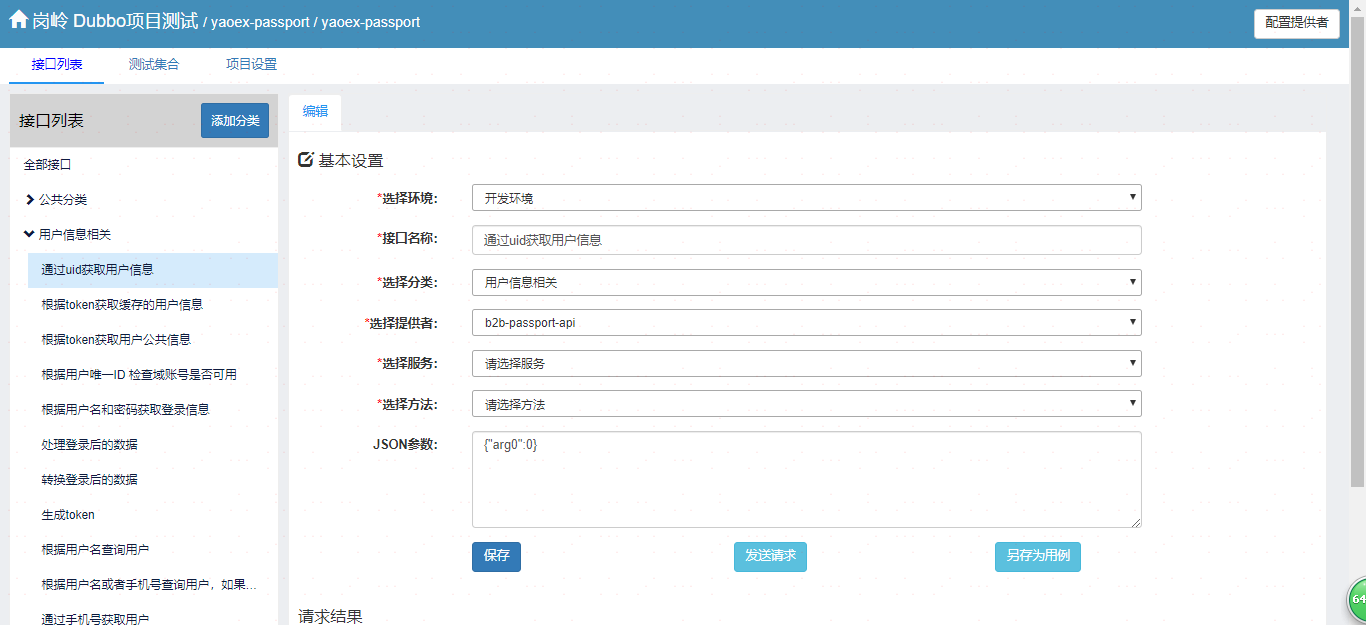 岗岭 Dubbo项目测试 / yaoex-passport / yaoex-passport
配置提供者
接口列表 测试集合 项目设置
接口列表
添加分类
全部接口
公共分类
用户信息相关
通过uid获取用户信息
根据token获取缓存的用户信息
根据token获取用户公共信息
根据用户唯一ID 检查域账号是否可用
根据用户名和密码获取登录信息
处理登录后的数据
转换登录后的数据
生成token
根据用户名查询用户
根据用户名或者手机号查询用户，如果...
通过手机号获取用户
编辑
基本设置
*选择环境: 开发环境
*接口名称: 通过uid获取用户信息
*选择分类: 用户信息相关
*选择提供者: b2b-passport-api
*选择服务: 请选择服务
*选择方法: 请选择方法
JSON参数: {"arg0":0}
保存 发送请求 另存为用例
请求结果
64